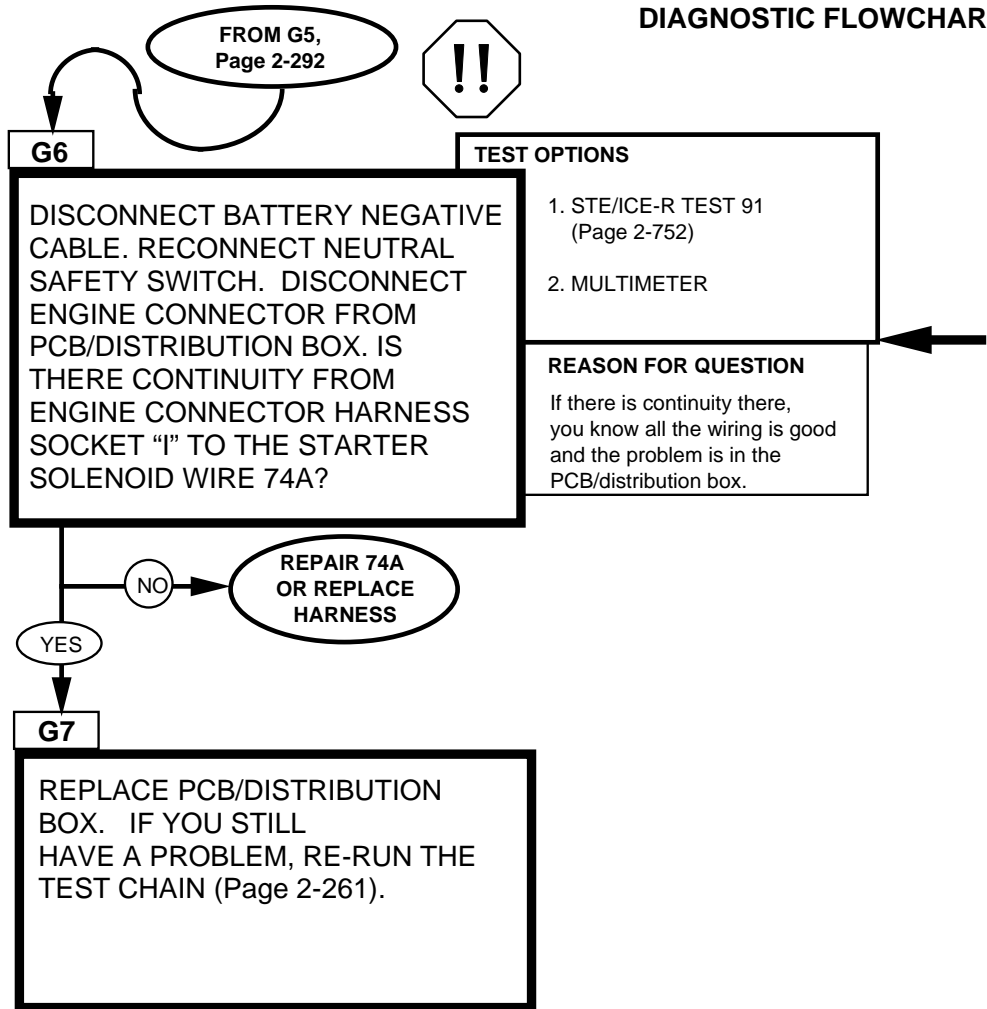 DIAGNOSTIC FLOWCHAR
FROM G5,
Page 2-292
!!
G6
DISCONNECT BATTERY NEGATIVE
CABLE. RECONNECT NEUTRAL
SAFETY SWITCH. DISCONNECT
ENGINE CONNECTOR FROM
PCB/DISTRIBUTION BOX. IS
THERE CONTINUITY FROM
ENGINE CONNECTOR HARNESS
SOCKET “I” TO THE STARTER
SOLENOID WIRE 74A?
TEST OPTIONS
1. STE/ICE-R TEST 91
(Page 2-752)
2. MULTIMETER
REASON FOR QUESTION
If there is continuity there,
you know all the wiring is good
and the problem is in the
PCB/distribution box.
NO
REPAIR 74A
OR REPLACE
HARNESS
YES
G7
REPLACE PCB/DISTRIBUTION
BOX. IF YOU STILL
HAVE A PROBLEM, RE-RUN THE
TEST CHAIN (Page 2-261).